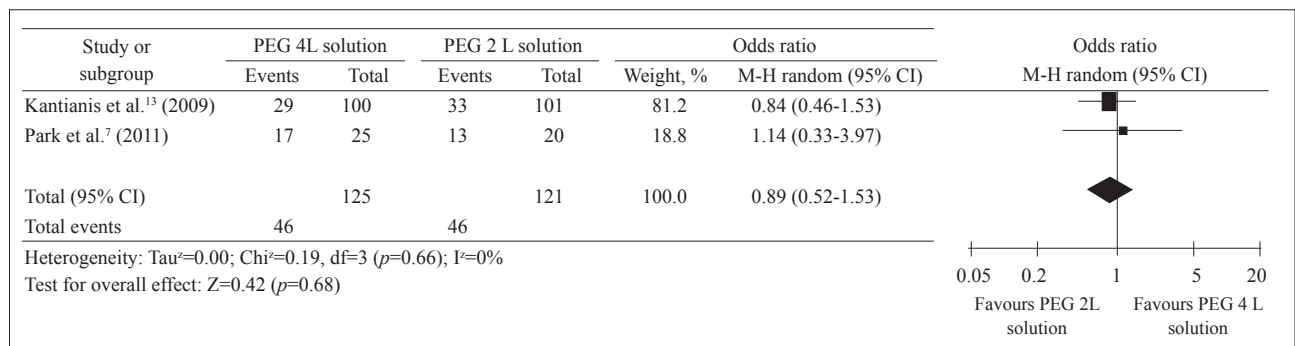 Study or subgroup PEG 4L solution PEG 2 L solution Odds ratio Odds ratio
Events Total Events Total Weight, % M-H random (95% CI) M-H random (95% CI)
Kantianis et al.¹³ (2009) 29 100 33 101 81.2 0.84 (0.46-1.53)
Park et al.⁷ (2011) 17 25 13 20 18.8 1.14 (0.33-3.97)
Total (95% CI) 125 121 100.0 0.89 (0.52-1.53)
Total events 46 46
Heterogeneity: Tauᶻ=0.00; Chiᶻ=0.19, df=3 (p=0.66); Iᶻ=0%
Test for overall effect: Z=0.42 (p=0.68)
0.05 0.2 1 5 20
Favours PEG 2L solution Favours PEG 4 L solution